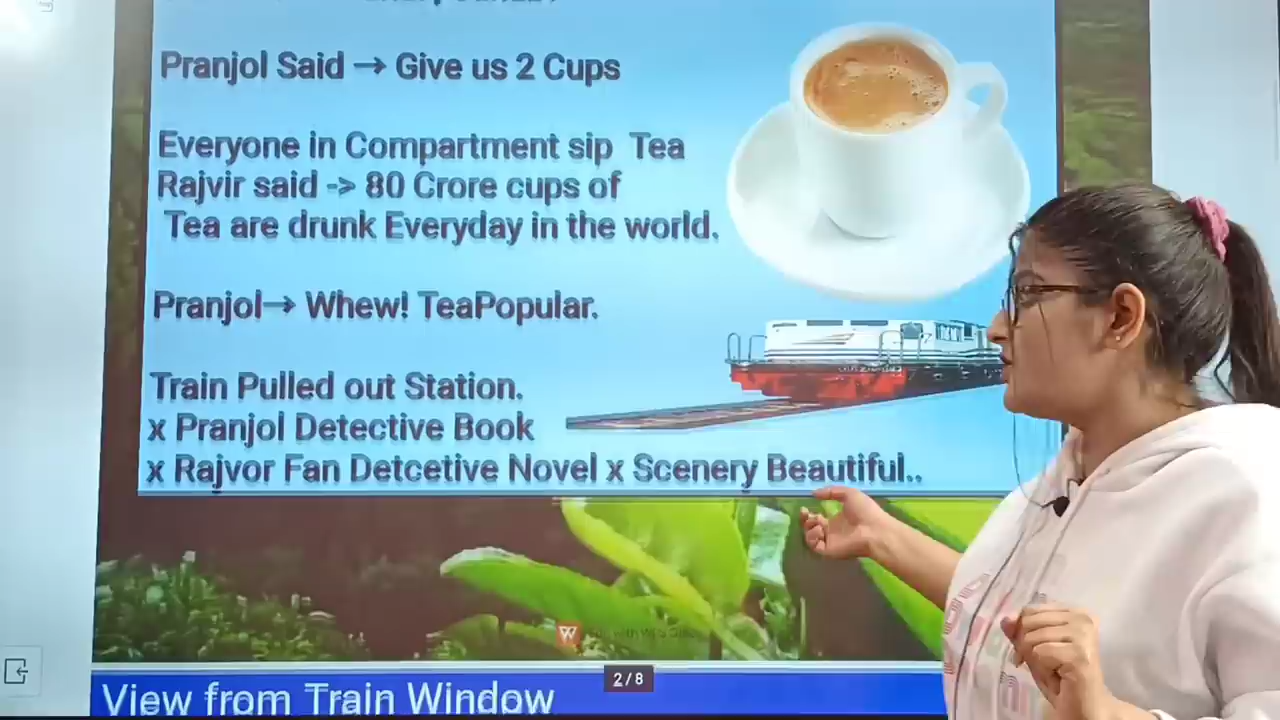 Pranjol Said → Give us 2 Cups
Everyone in Compartment sip Tea
Rajvir said -> 80 Crore cups of
Tea are drunk Everyday in the world.
Pranjol→ Whew! TeaPopular.
Train Pulled out Station.
x Pranjol Detective Book
x Rajvor Fan Detcetive Novel x Scenery Beautiful..
2/8
View from Train Window